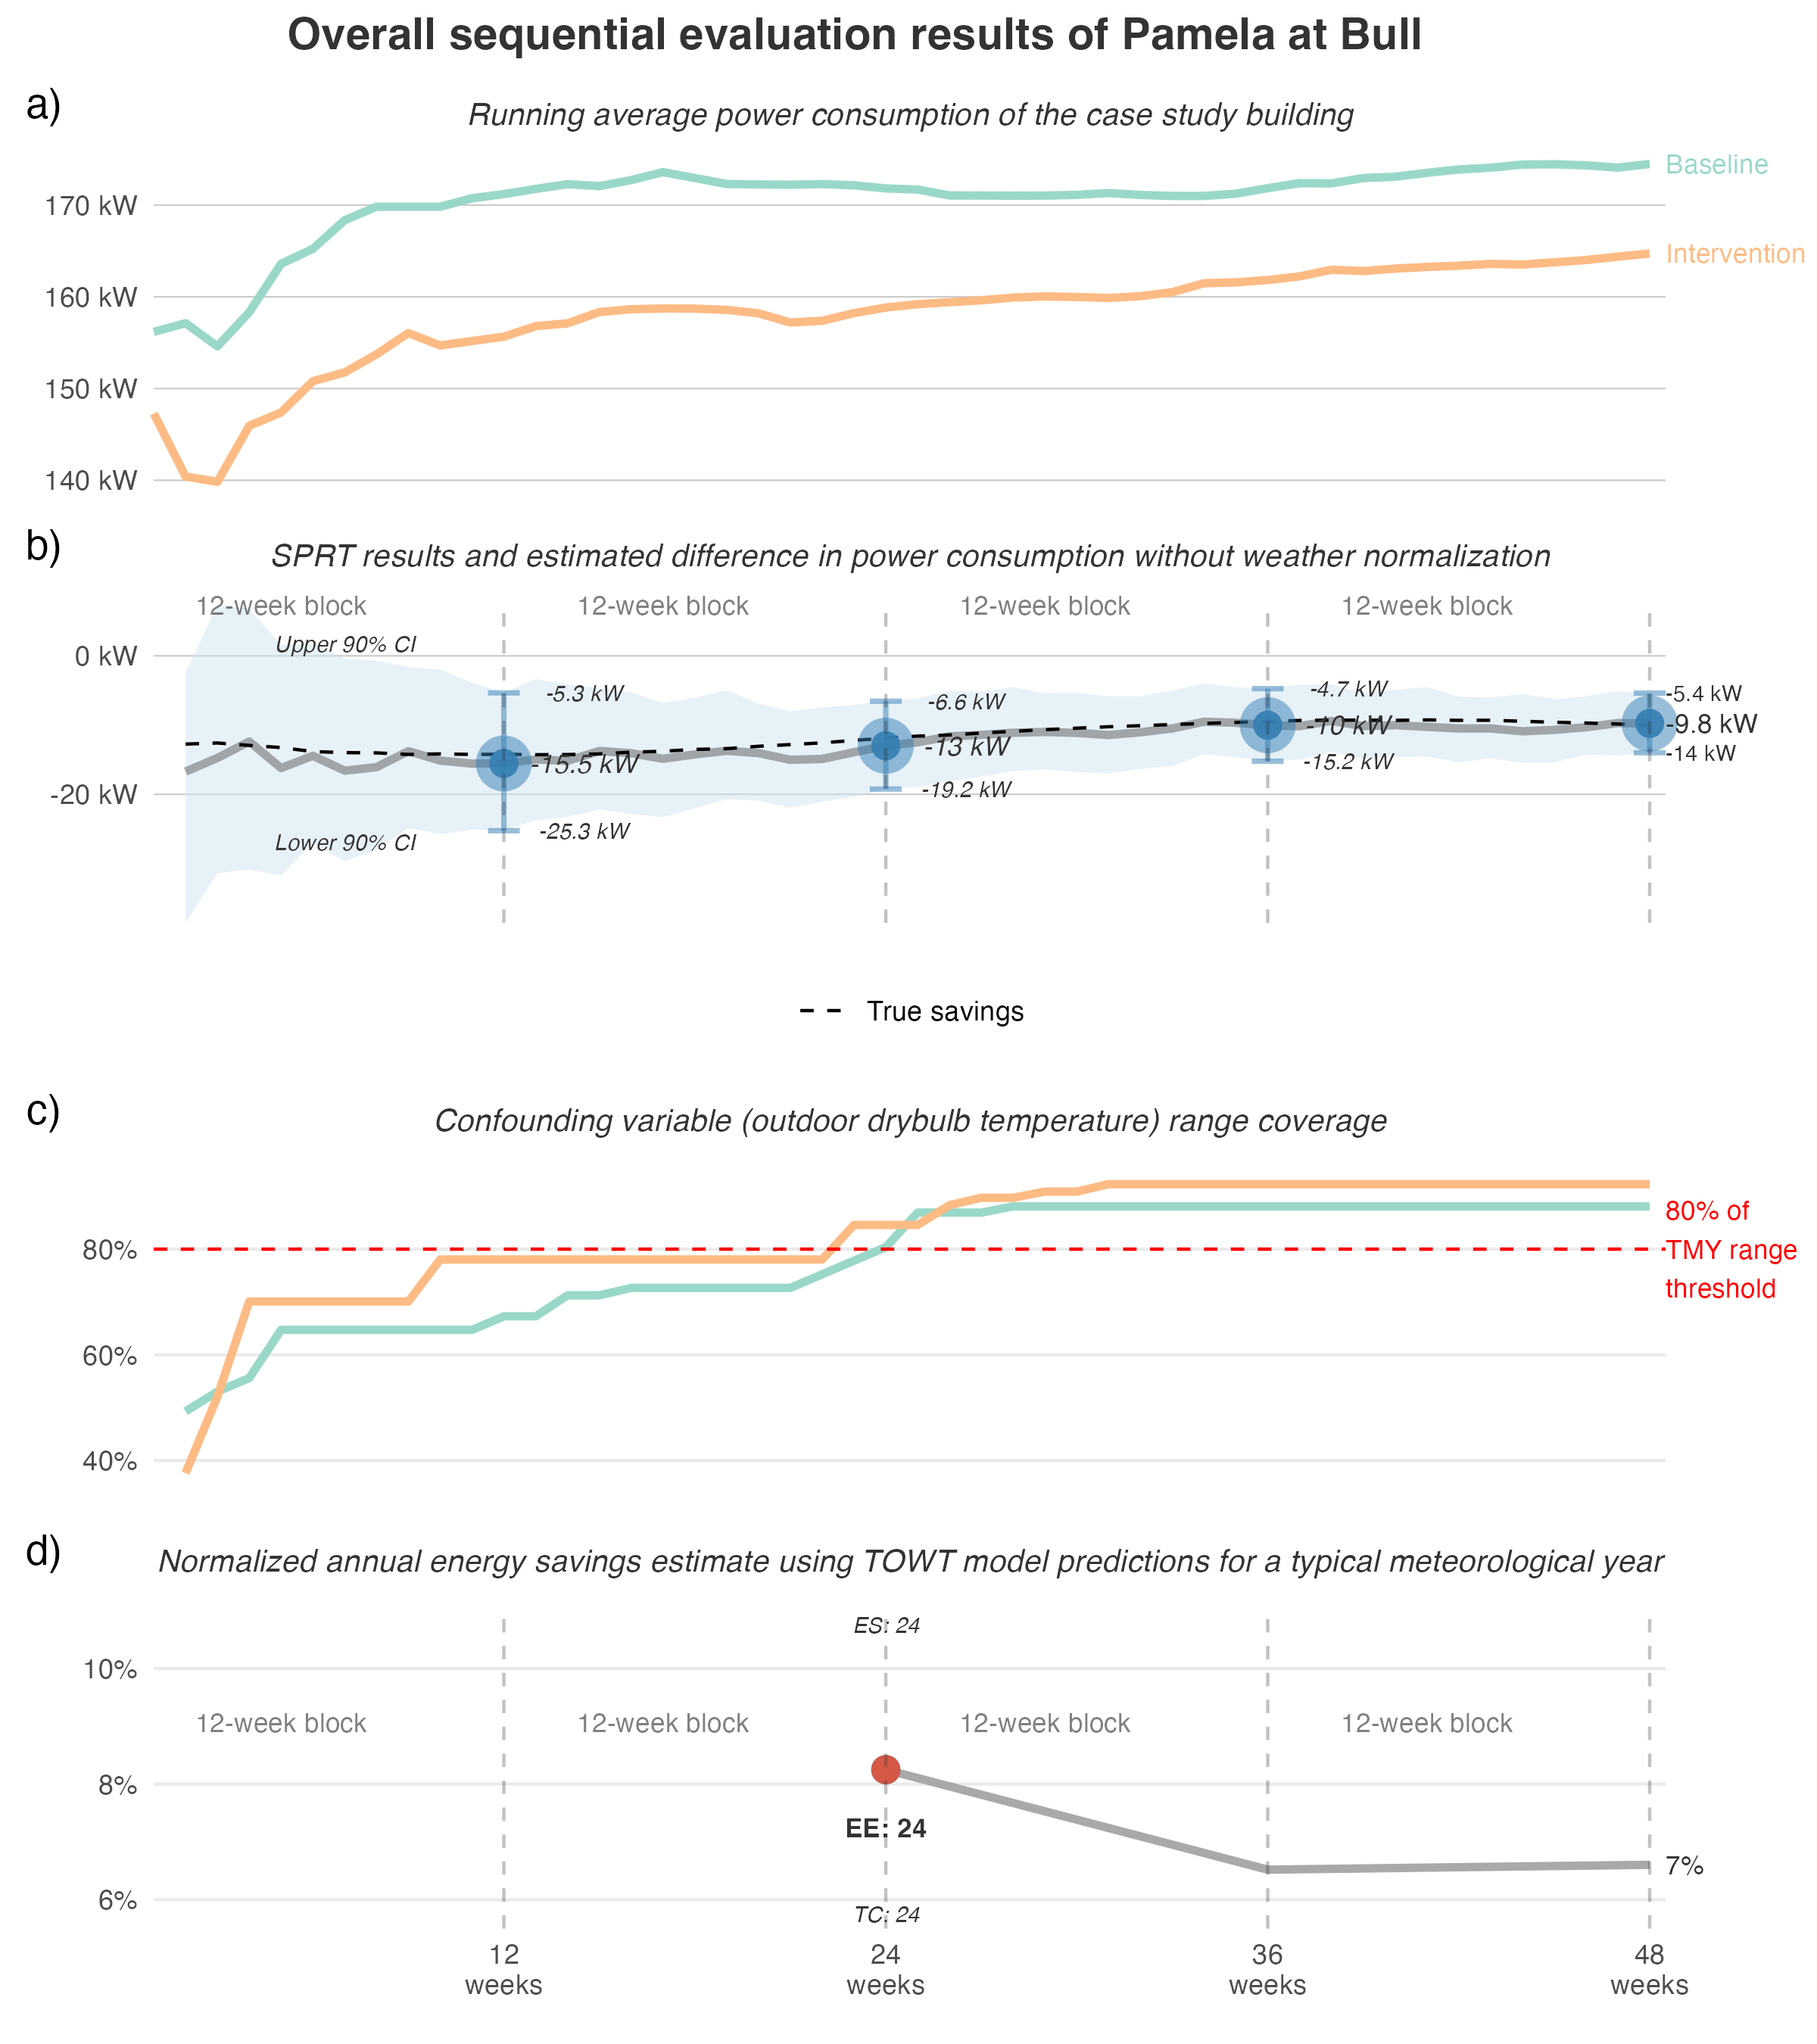 Overall sequential evaluation results of Pamela at Bull
a)
Running average power consumption of the case study building
170 kW
160 kW
150 kW
140 kW
Baseline
Intervention
b)
SPRT results and estimated difference in power consumption without weather normalization
12-week block
12-week block
12-week block
12-week block
Upper 90% CI
Lower 90% CI
0 kW
-20 kW
-5.3 kW
-15.5 kW
-25.3 kW
-6.6 kW
-13 kW
-19.2 kW
-4.7 kW
-10 kW
-15.2 kW
-5.4 kW
-9.8 kW
-14 kW
True savings
c)
Confounding variable (outdoor drybulb temperature) range coverage
80%
60%
40%
80% of
TMY range
threshold
d)
Normalized annual energy savings estimate using TOWT model predictions for a typical meteorological year
ES: 24
10%
12-week block
12-week block
12-week block
12-week block
8%
EE: 24
7%
6%
TC: 24
12
weeks
24
weeks
36
weeks
48
weeks